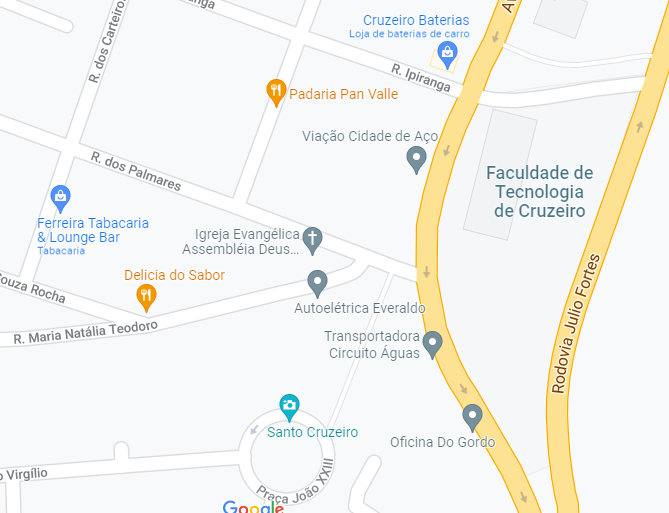 anga
Av
R. dos Carteiros
Cruzeiro Baterias
Loja de baterias de carro
R. Ipiranga
Padaria Pan Valle
Viação Cidade de Aço
R. dos Palmares
Faculdade de
Tecnologia
de Cruzeiro
Ferreira Tabacaria
& Lounge Bar
Tabacaria
Igreja Evangélica
Assembléia Deus...
Delicia do Sabor
Souza Rocha
Autoelétrica Everaldo
Rodovia Julio Fortes
R. Maria Natália Teodoro
Transportadora
Circuito Águas
Santo Cruzeiro
Oficina Do Gordo
o Virgílio
Praça João XXIII
Google